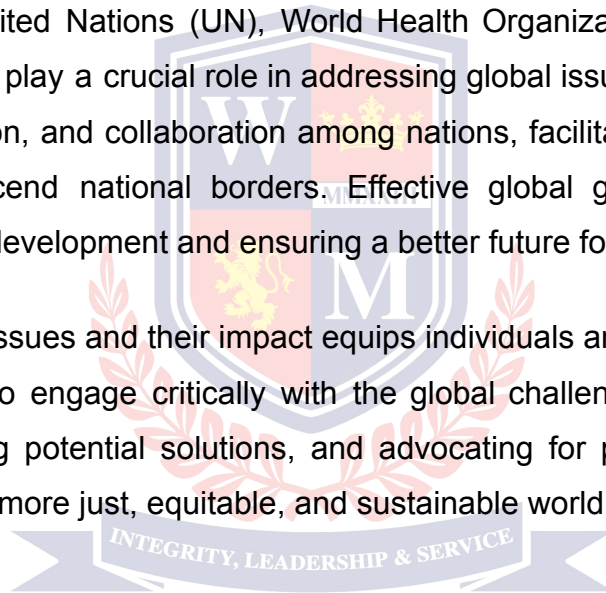 ited Nations (UN), World Health Organiza
play a crucial role in addressing global issu
on, and collaboration among nations, facilita
cend national borders. Effective global g
development and ensuring a better future fo
ssues and their impact equips individuals an
o engage critically with the global challen
g potential solutions, and advocating for p
more just, equitable, and sustainable world
W
MMXXIII
M
INTEGRITY, LEADERSHIP & SERVICE